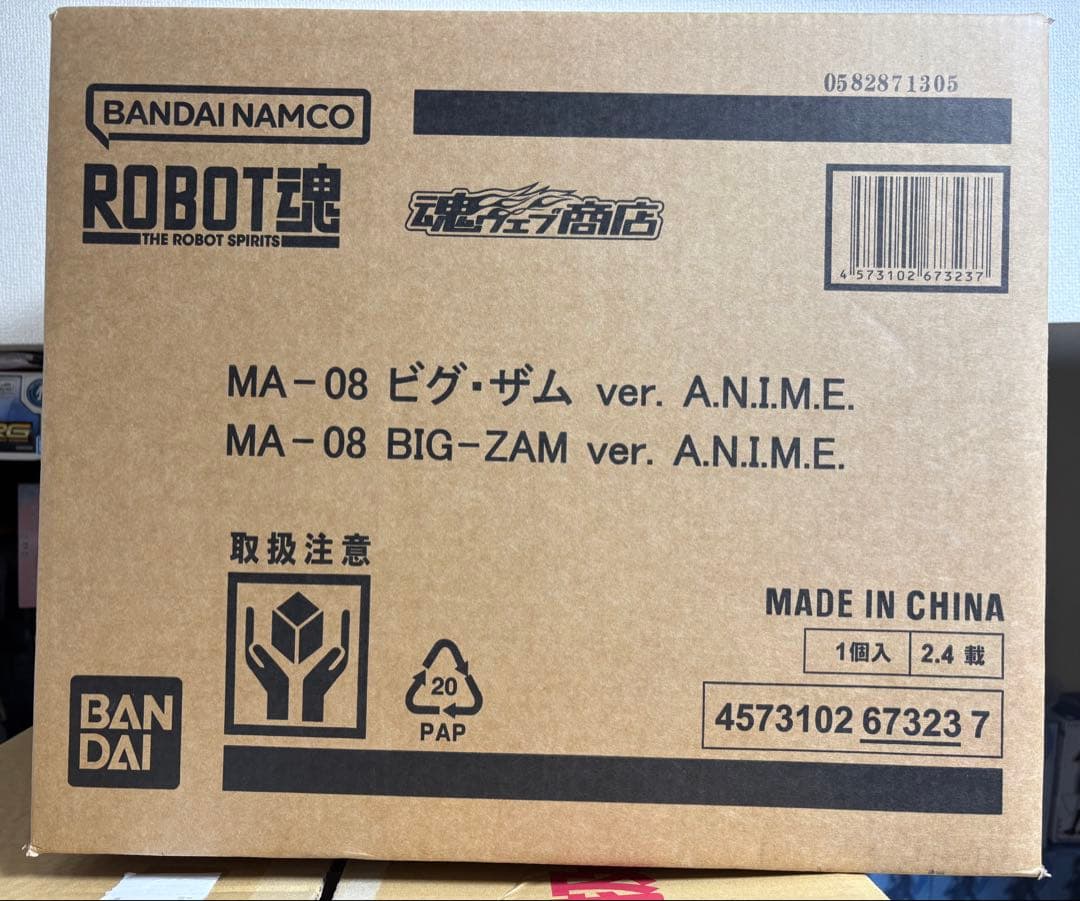 0582871305
BANDAI NAMCO
ROBOT魂
THE ROBOT SPIRITS
魂ウェブ商店
4 573102 673237
MA-08 ビグ・ザム ver. A.N.I.M.E.
MA-08 BIG-ZAM ver. A.N.I.M.E.
取扱注意
MADE IN CHINA
1個入 2.4 載
20
PAP
4573102 67323 7
BAN
DAI
RG